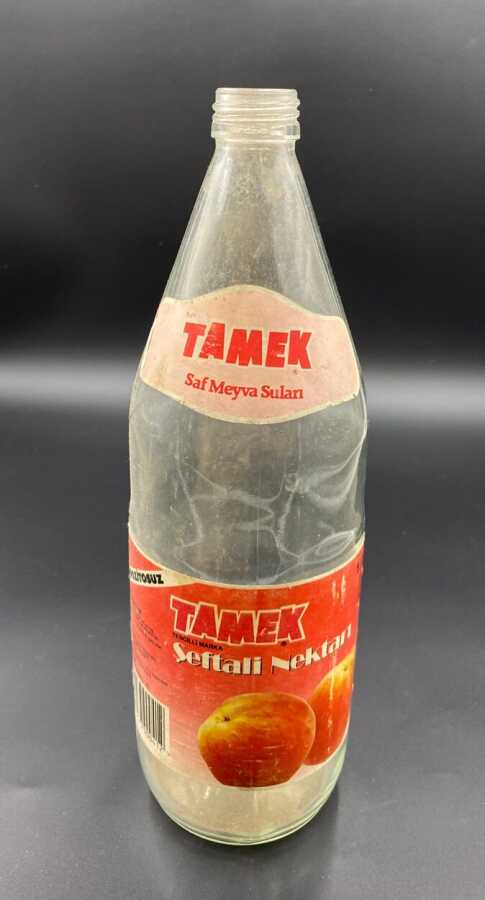 TAMEK
Saf Meyva Suları
TAMEK
TESCİLLİ MARKA
Şeftali Nektarı